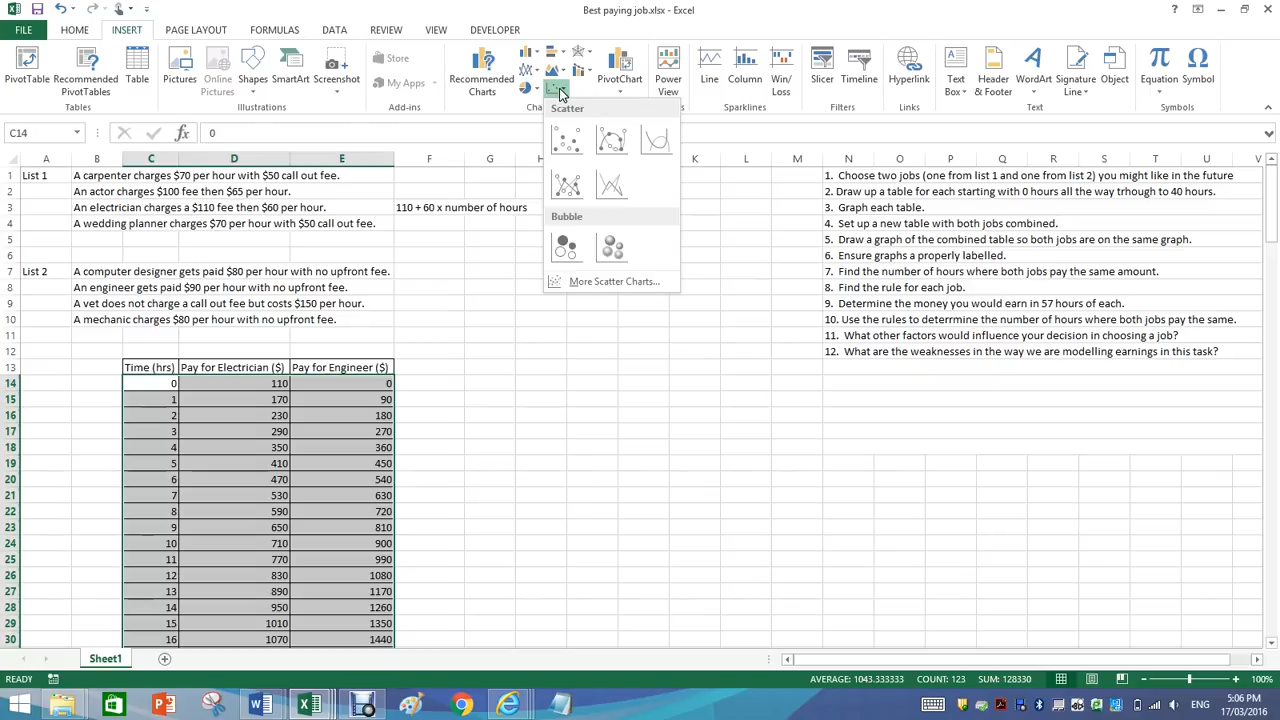 Best paying job.xlsx - Excel
FILE HOME INSERT PAGE LAYOUT FORMULAS DATA REVIEW VIEW DEVELOPER
PivotTable Recommended PivotTables Table Pictures Online Pictures Shapes SmartArt Screenshot Store My Apps Recommended Charts PivotChart Power View Line Column Win/Loss Slicer Timeline Hyperlink Text Box Header & Footer WordArt Signature Line Object Equation Symbol
Tables Illustrations Add-ins Reports Sparklines Filters Links Text Symbols
C14 fx 0
Scatter
Bubble
More Scatter Charts...
A B C D E F G H K L M N O P Q R S T U V
1 List 1 A carpenter charges $70 per hour with $50 call out fee. 1. Choose two jobs (one from list 1 and one from list 2) you might like in the future
2 An actor charges $100 fee then $65 per hour. 2. Draw up a table for each starting with 0 hours all the way trhough to 40 hours.
3 An electrician charges a $110 fee then $60 per hour. 110 + 60 x number of hours 3. Graph each table.
4 A wedding planner charges $70 per hour with $50 call out fee. 4. Set up a new table with both jobs combined.
5 5. Draw a graph of the combined table so both jobs are on the same graph.
6 6. Ensure graphs a properly labelled.
7 List 2 A computer designer gets paid $80 per hour with no upfront fee. 7. Find the number of hours where both jobs pay the same amount.
8 An engineer gets paid $90 per hour with no upfront fee. 8. Find the rule for each job.
9 A vet does not charge a call out fee but costs $150 per hour. 9. Determine the money you would earn in 57 hours of each.
10 A mechanic charges $80 per hour with no upfront fee. 10. Use the rules to deterrmine the number of hours where both jobs pay the same.
11 11. What other factors would influence your decision in choosing a job?
12 12. What are the weaknesses in the way we are modelling earnings in this task?
13 Time (hrs) Pay for Electrician ($) Pay for Engineer ($)
14 0 110 0
15 1 170 90
16 2 230 180
17 3 290 270
18 4 350 360
19 5 410 450
20 6 470 540
21 7 530 630
22 8 590 720
23 9 650 810
24 10 710 900
25 11 770 990
26 12 830 1080
27 13 890 1170
28 14 950 1260
29 15 1010 1350
30 16 1070 1440
Sheet1
READY AVERAGE: 1043.333333 COUNT: 123 SUM: 128330 100%
ENG 5:06 PM
17/03/2016